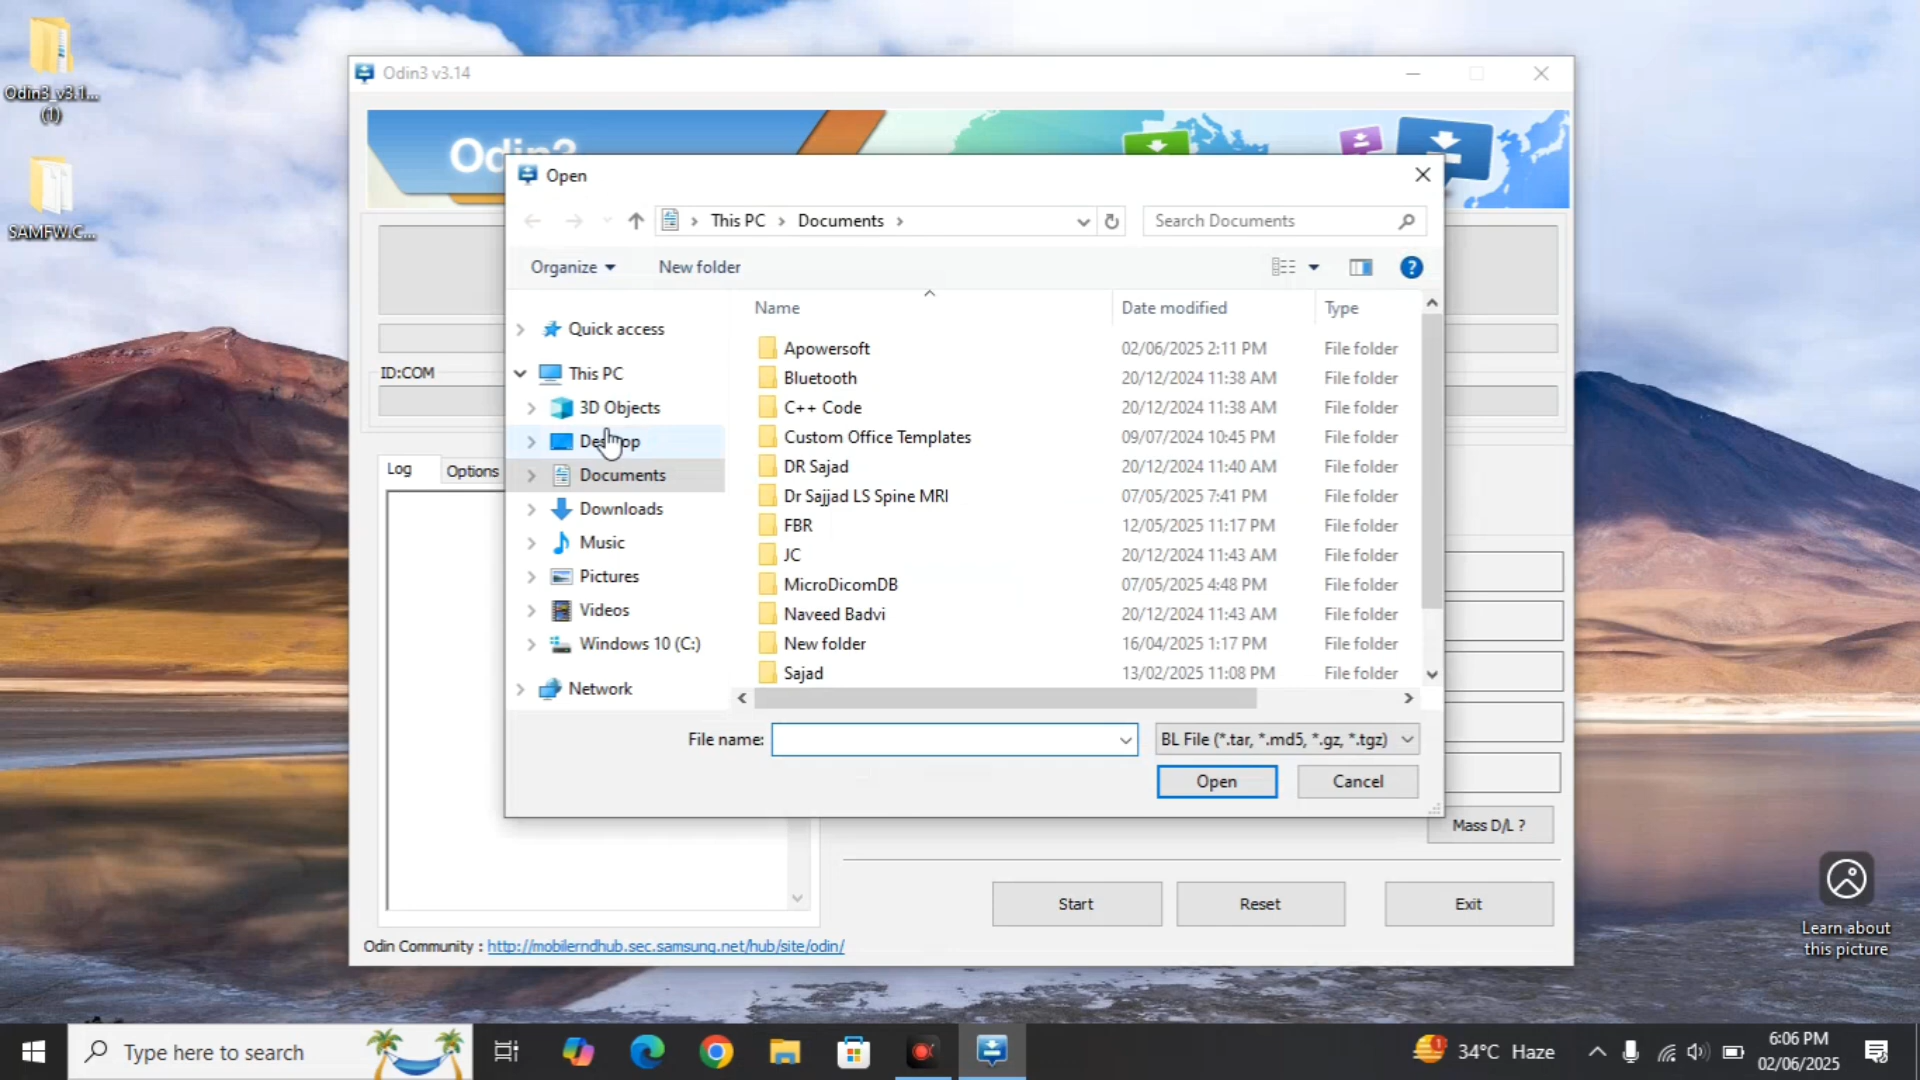 Odin3_v3.1...
(1)
SAMFW.C...
Odin3 v3.14
Odin3
ID:COM
Log
Options
Open
This PC
Documents
Search Documents
Organize
New folder
Name
Date modified
Type
Quick access
This PC
3D Objects
Desktop
Documents
Downloads
Music
Pictures
Videos
Windows 10 (C:)
Network
Apowersoft 02/06/2025 2:11 PM File folder
Bluetooth 20/12/2024 11:38 AM File folder
C++ Code 20/12/2024 11:38 AM File folder
Custom Office Templates 09/07/2024 10:45 PM File folder
DR Sajad 20/12/2024 11:40 AM File folder
Dr Sajjad LS Spine MRI 07/05/2025 7:41 PM File folder
FBR 12/05/2025 11:17 PM File folder
JC 20/12/2024 11:43 AM File folder
MicroDicomDB 07/05/2025 4:48 PM File folder
Naveed Badvi 20/12/2024 11:43 AM File folder
New folder 16/04/2025 1:17 PM File folder
Sajad 13/02/2025 11:08 PM File folder
File name:
BL File (*.tar, *.md5, *.gz, *.tgz)
Open
Cancel
Mass D/L ?
Start
Reset
Exit
Odin Community : http://mobilerndhub.sec.samsung.net/hub/site/odin/
Learn about
this picture
Type here to search
1
34°C Haze
6:06 PM
02/06/2025